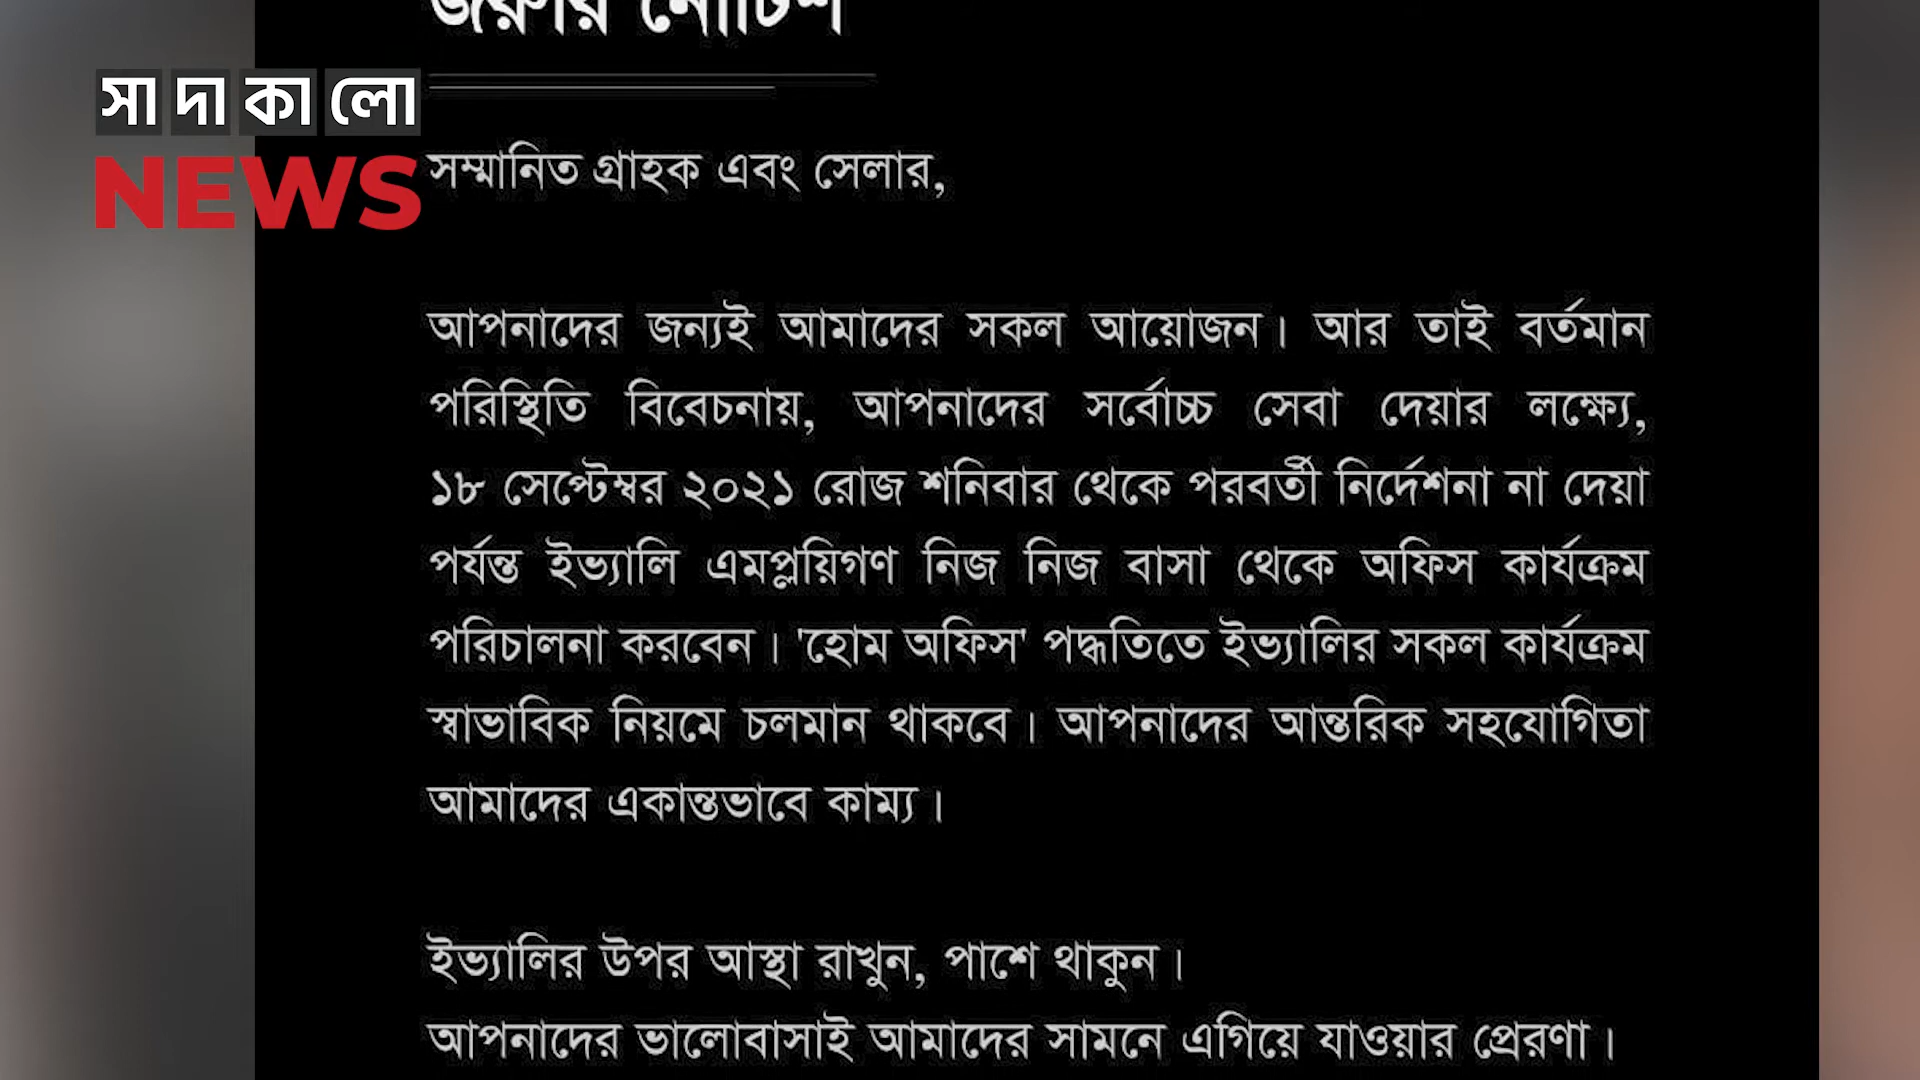 জরুরি নোটিশ
সাদাকালো
NEWS
সম্মানিত গ্রাহক এবং সেলার,
আপনাদের জন্যই আমাদের সকল আয়োজন। আর তাই বর্তমান
পরিস্থিতি বিবেচনায়, আপনাদের সর্বোচ্চ সেবা দেয়ার লক্ষ্যে,
১৮ সেপ্টেম্বর ২০২১ রোজ শনিবার থেকে পরবর্তী নির্দেশনা না দেয়া
পর্যন্ত ইভ্যালি এমপ্লয়িগণ নিজ নিজ বাসা থেকে অফিস কার্যক্রম
পরিচালনা করবেন। 'হোম অফিস' পদ্ধতিতে ইভ্যালির সকল কার্যক্রম
স্বাভাবিক নিয়মে চলমান থাকবে। আপনাদের আন্তরিক সহযোগিতা
আমাদের একান্তভাবে কাম্য।
ইভ্যালির উপর আস্থা রাখুন, পাশে থাকুন।
আপনাদের ভালোবাসাই আমাদের সামনে এগিয়ে যাওয়ার প্রেরণা।